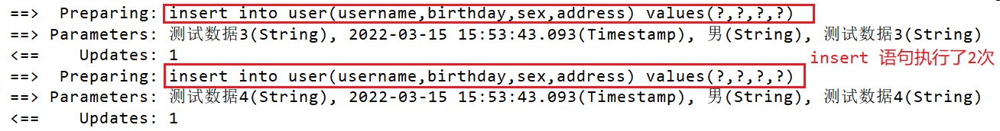 ==>  Preparing: insert into user(username,birthday,sex,address) values(?,?,?,?)
==> Parameters: 测试数据3(String), 2022-03-15 15:53:43.093(Timestamp), 男(String), 测试数据3(String)
<==    Updates: 1
insert 语句执行了2次
==>  Preparing: insert into user(username,birthday,sex,address) values(?,?,?,?)
==> Parameters: 测试数据4(String), 2022-03-15 15:53:43.093(Timestamp), 男(String), 测试数据4(String)
<==    Updates: 1